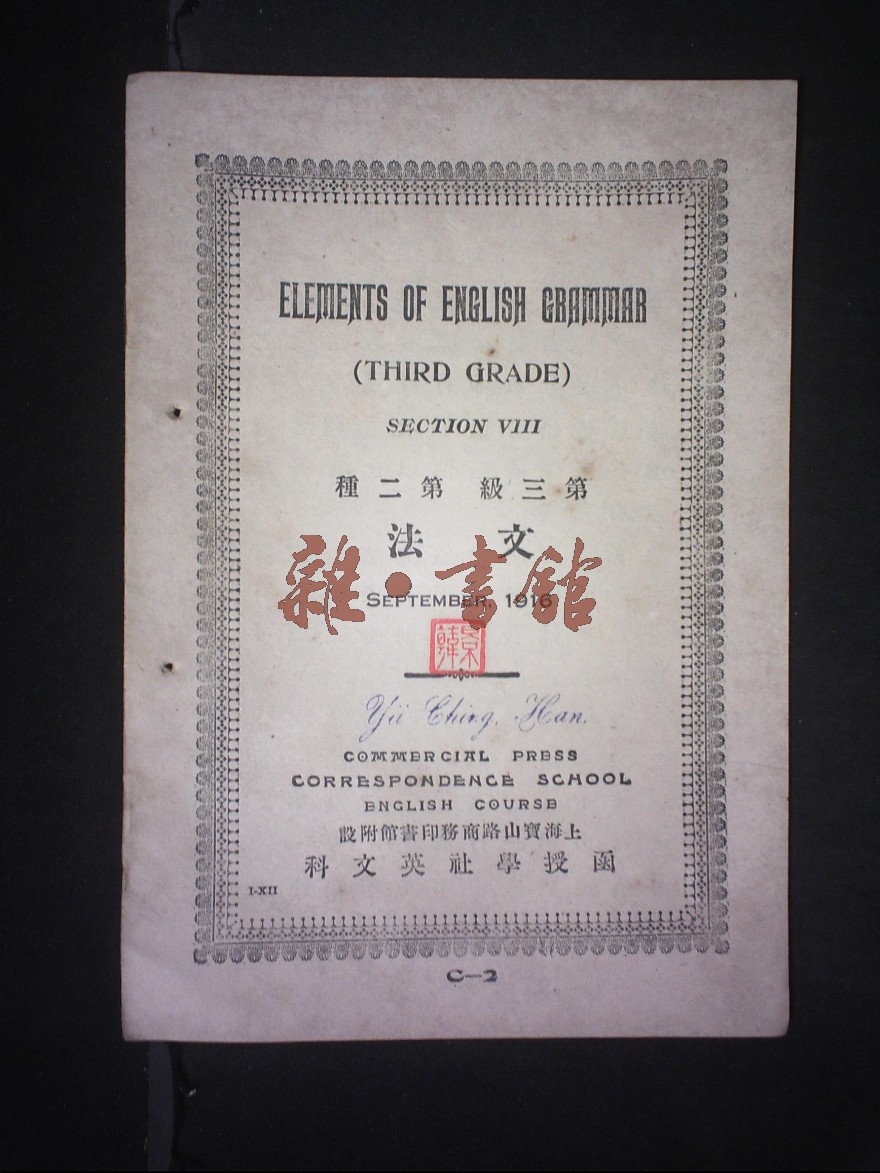 ELEMENTS OF ENGLISH GRAMMAR
(THIRD GRADE)
SECTION VIII
第三級 第二種
文法
雜·書館
SEPTEMBER, 1916
Yü Ching Han.
COMMERCIAL PRESS
CORRESPONDENCE SCHOOL
ENGLISH COURSE
上海寶山路商務印書館附設
函授學社英文科
I-XII
C—2